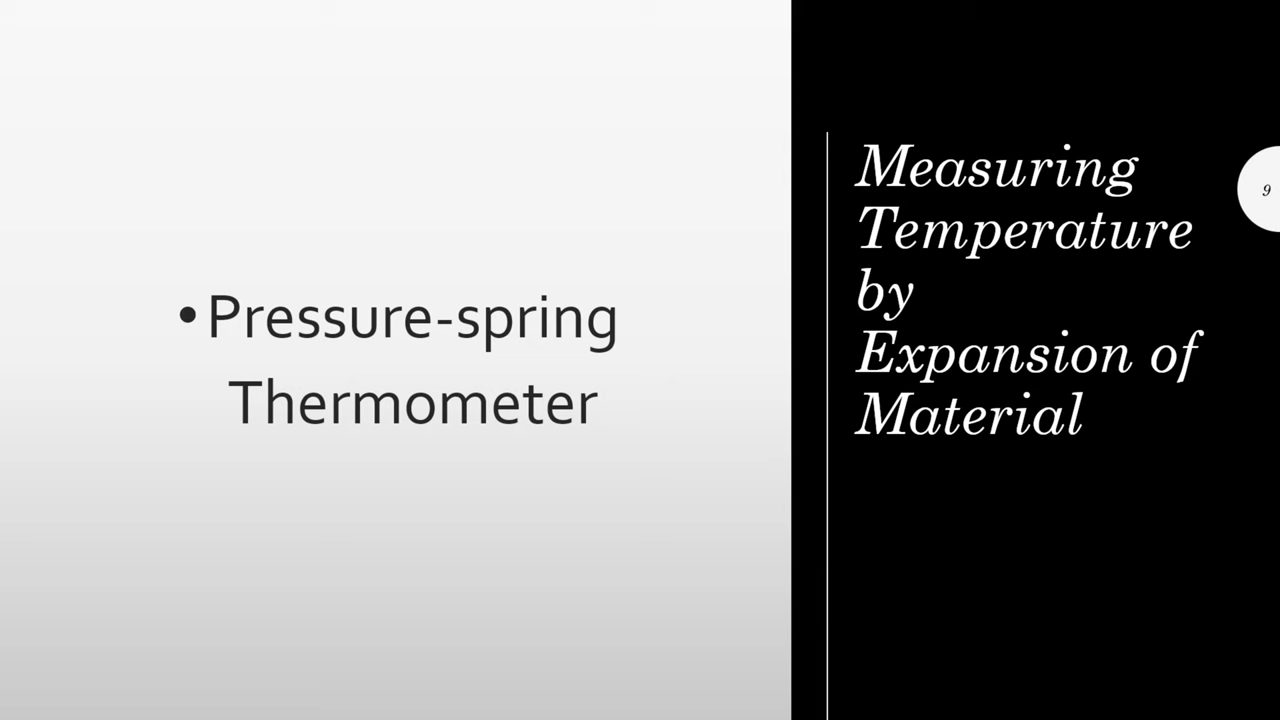 • Pressure-spring
Thermometer
Measuring
Temperature
by
Expansion of
Material
9